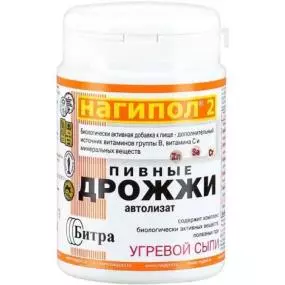 НАГИПОЛ® 2
Биологически активная добавка к пище - дополнительный
источник витаминов группы В, витамина С и
минеральных веществ
Zn Se Cr
ПИВНЫЕ
ДРОЖЖИ
автолизат
содержит комплекс
биологически активных веществ,
полезных при
Битра
УГРЕВОЙ СЫПИ